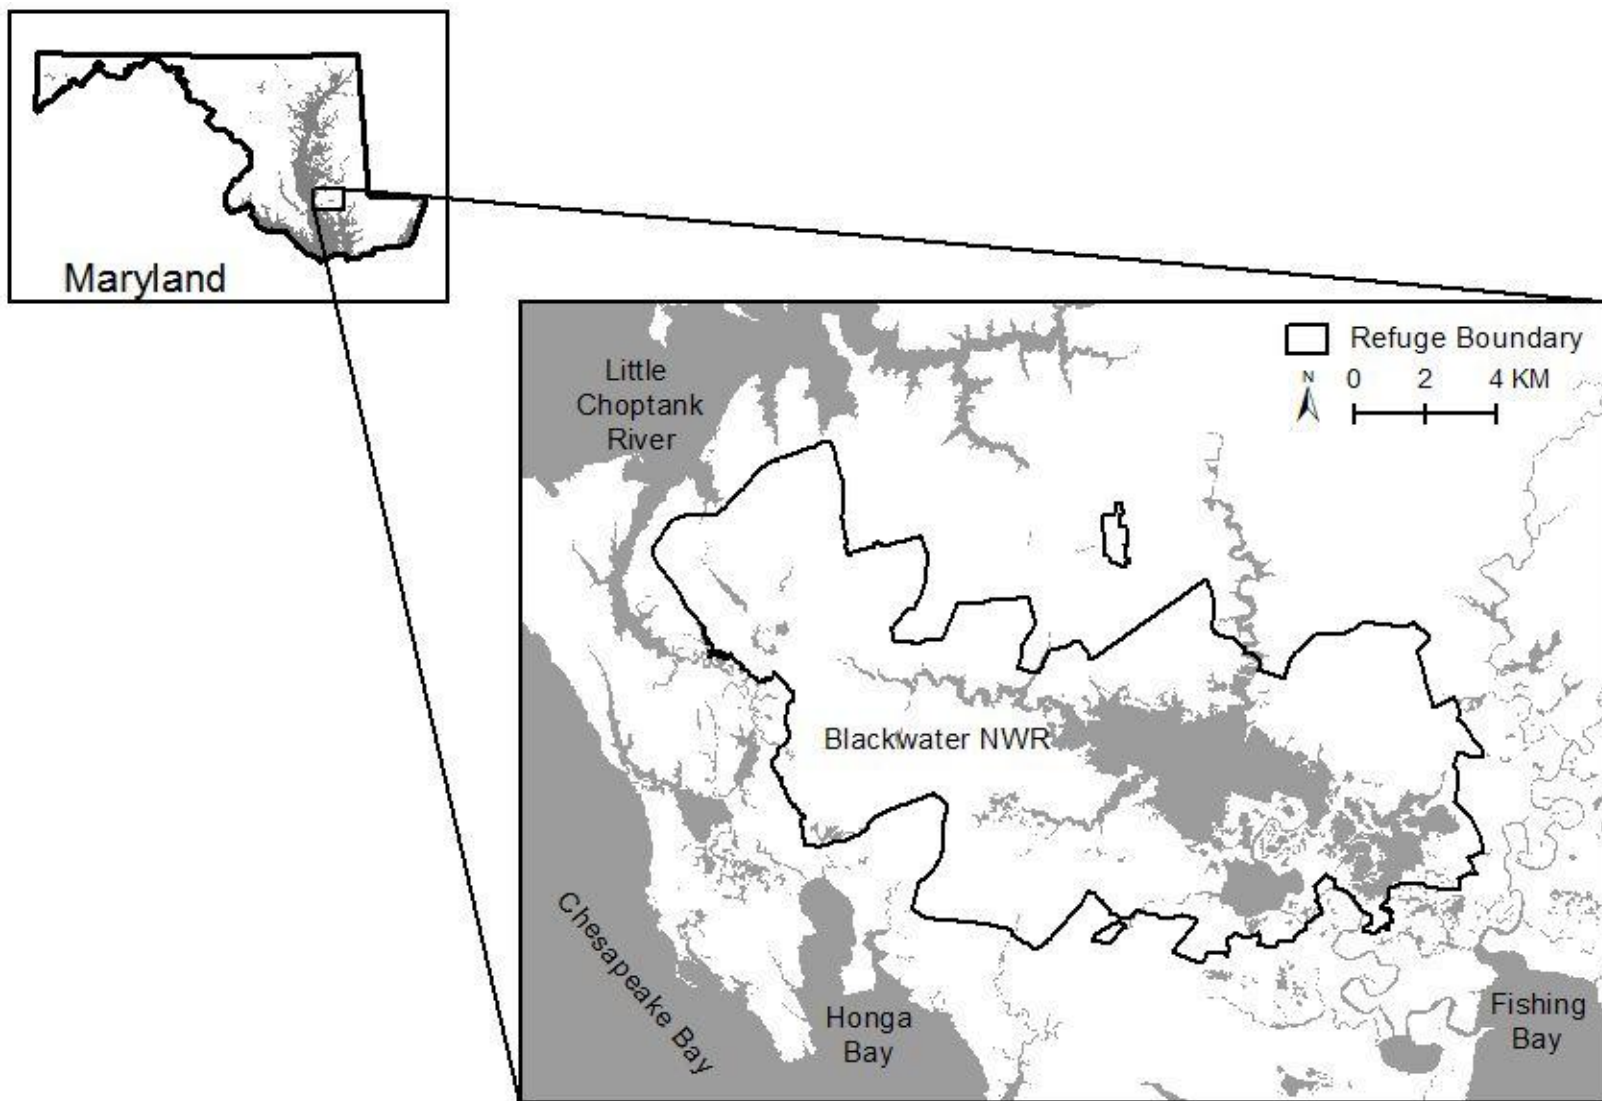 Maryland
Refuge Boundary
N
0 2 4 KM
Little
Choptank
River
Blackwater NWR
Chesapeake Bay
Honga
Bay
Fishing
Bay